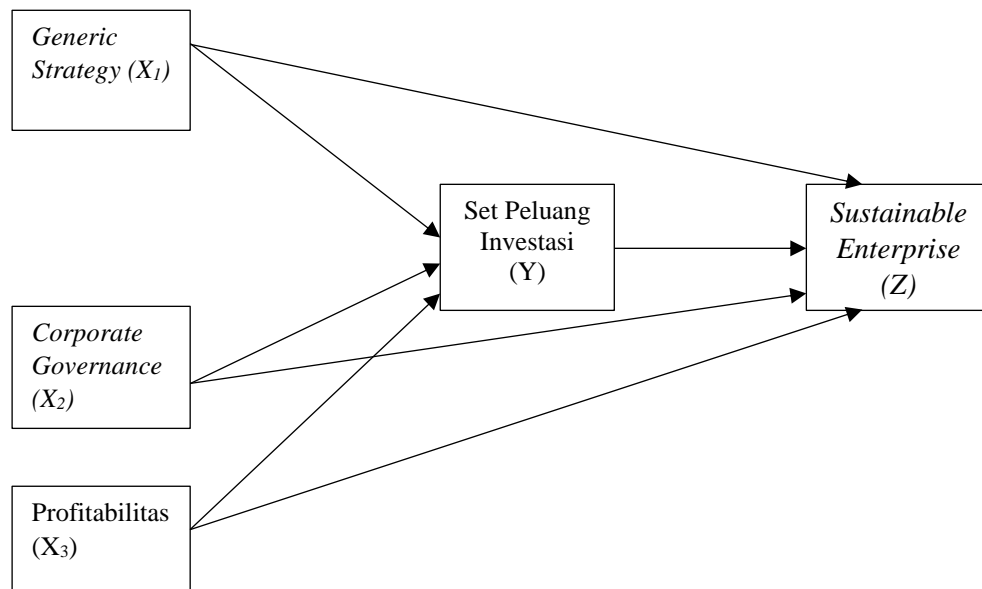 Generic
Strategy (X₁)
Set Peluang
Investasi
(Y)
Sustainable
Enterprise
(Z)
Corporate
Governance
(X₂)
Profitabilitas
(X₃)